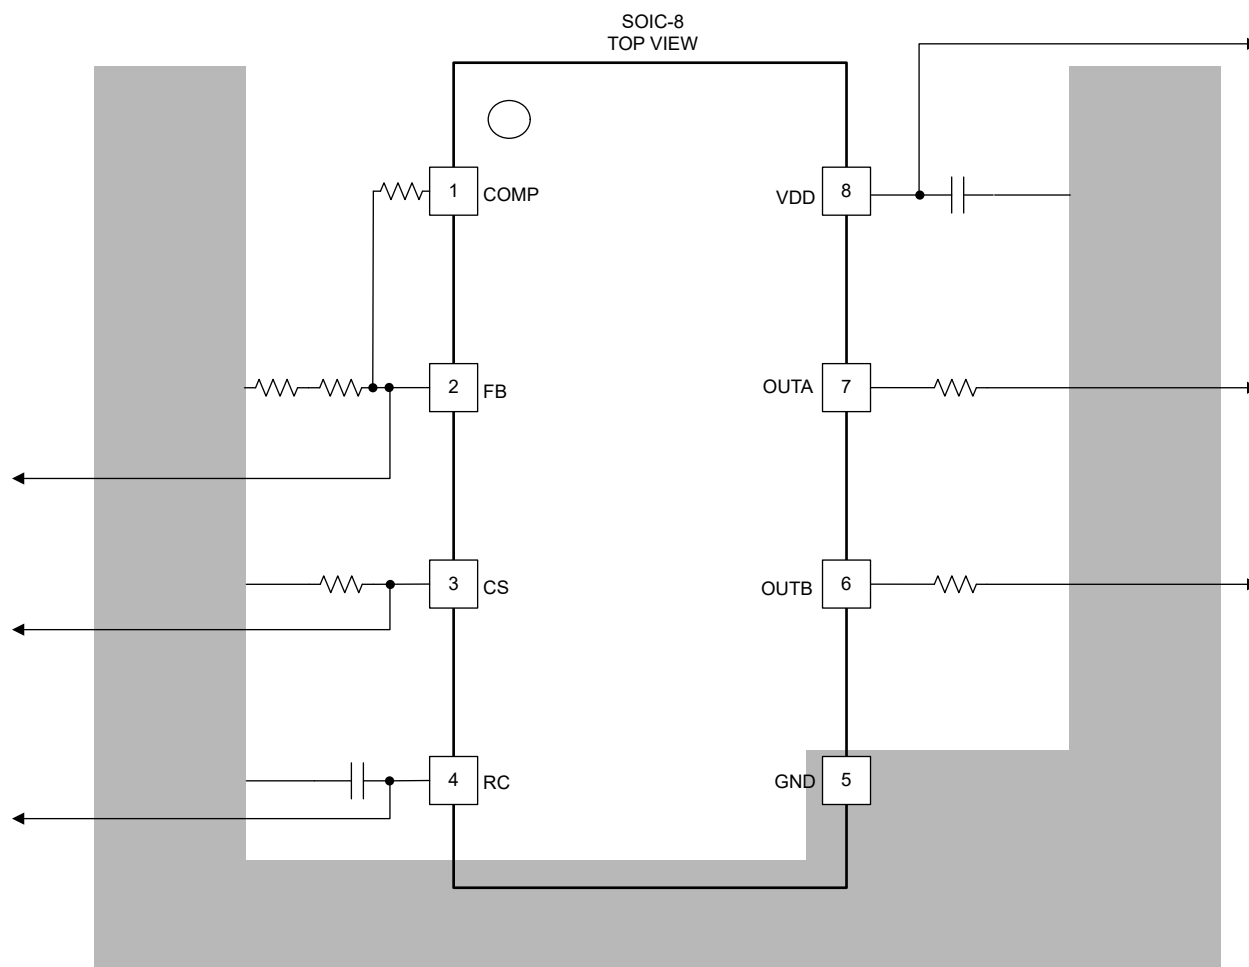 SOIC-8
TOP VIEW
1 COMP
VDD 8
2 FB
OUTA 7
3 CS
OUTB 6
4 RC
GND 5